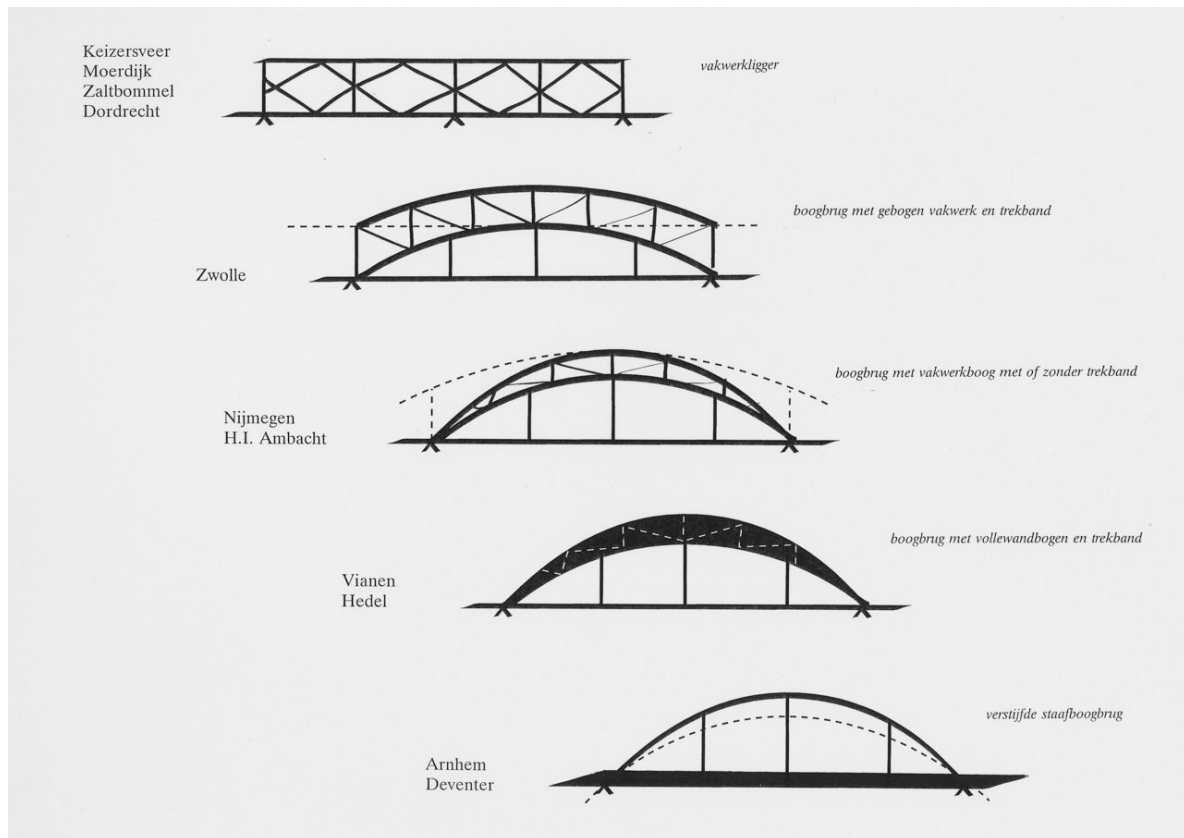 Keizersveer
Moerdijk
Zaltbommel
Dordrecht
vakwerkligger
boogbrug met gebogen vakwerk en trekband
Zwolle
boogbrug met vakwerkboog met of zonder trekband
Nijmegen
H.I. Ambacht
boogbrug met vollewandbogen en trekband
Vianen
Hedel
verstijfde staafboogbrug
Arnhem
Deventer